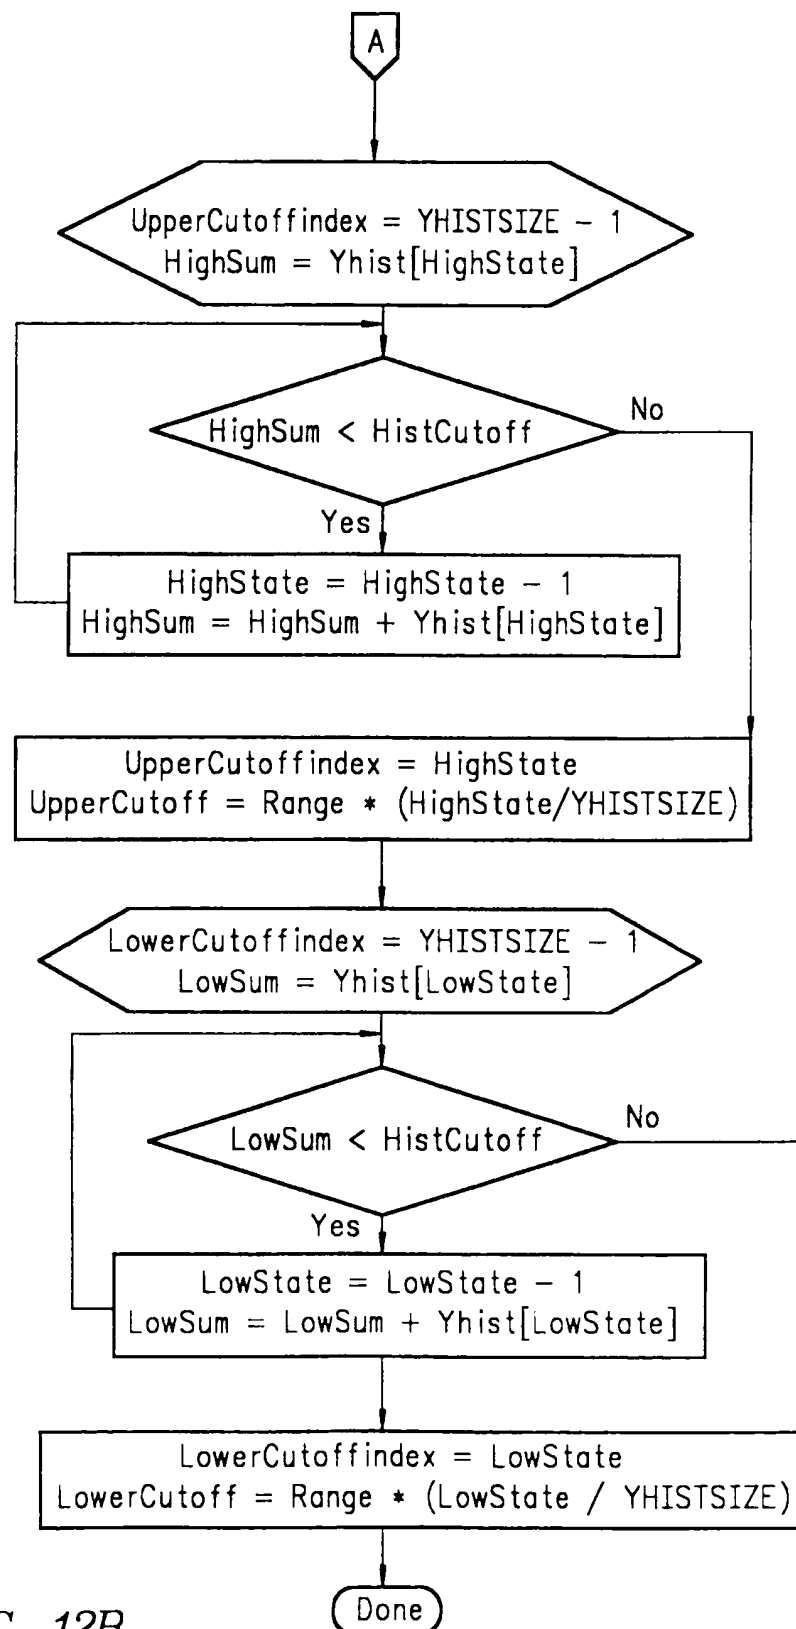 A
UpperCutoffindex = YHISTSIZE - 1
HighSum = Yhist[HighState]
HighSum < HistCutoff
No
Yes
HighState = HighState - 1
HighSum = HighSum + Yhist[HighState]
UpperCutoffindex = HighState
UpperCutoff = Range * (HighState/YHISTSIZE)
LowerCutoffindex = YHISTSIZE - 1
LowSum = Yhist[LowState]
LowSum < HistCutoff
No
Yes
LowState = LowState - 1
LowSum = LowSum + Yhist[LowState]
LowerCutoffindex = LowState
LowerCutoff = Range * (LowState / YHISTSIZE)
Done
12B